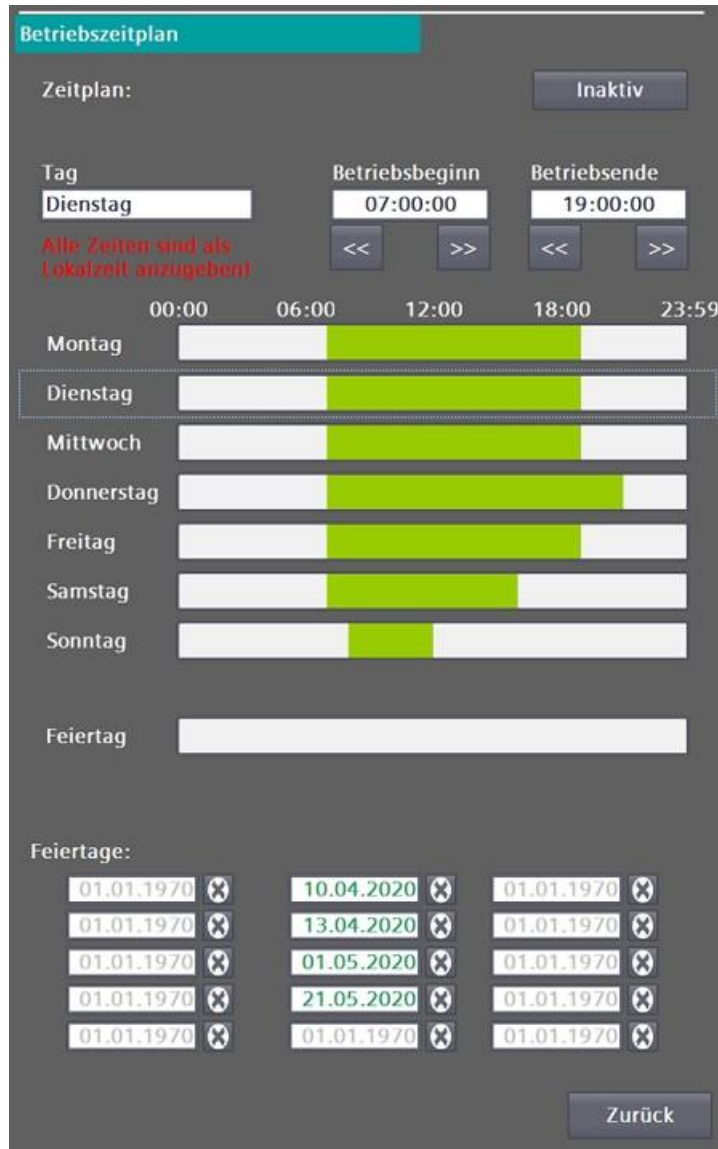 Betriebszeitplan
Zeitplan: Inaktiv
Tag Betriebsbeginn Betriebsende
Dienstag 07:00:00 19:00:00
Alle Zeiten sind als
Lokalzeit anzugeben!
<< >> << >>
00:00 06:00 12:00 18:00 23:59
Montag
Dienstag
Mittwoch
Donnerstag
Freitag
Samstag
Sonntag
Feiertag
Feiertage:
01.01.1970 10.04.2020 01.01.1970
01.01.1970 13.04.2020 01.01.1970
01.01.1970 01.05.2020 01.01.1970
01.01.1970 21.05.2020 01.01.1970
01.01.1970 01.01.1970 01.01.1970
Zurück